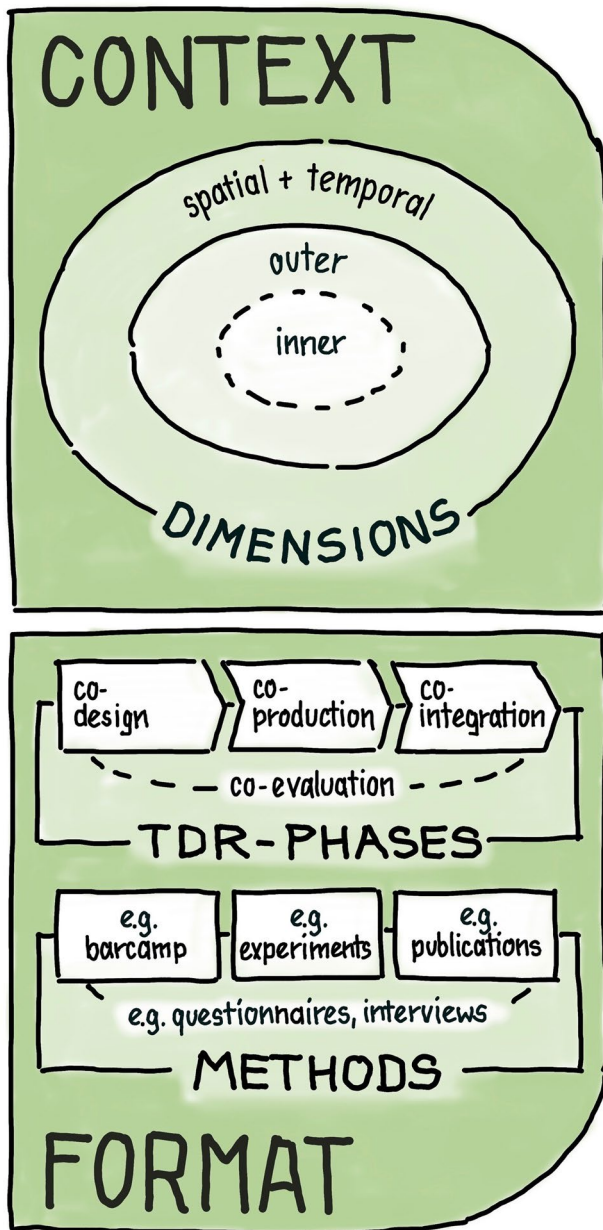 CONTEXT
spatial + temporal
outer
inner
DIMENSIONS
co-
design
co-
production
co-
integration
co-evaluation
TDR-PHASES
e.g.
barcamp
e.g.
experiments
e.g.
publications
e.g. questionnaires, interviews
METHODS
FORMAT